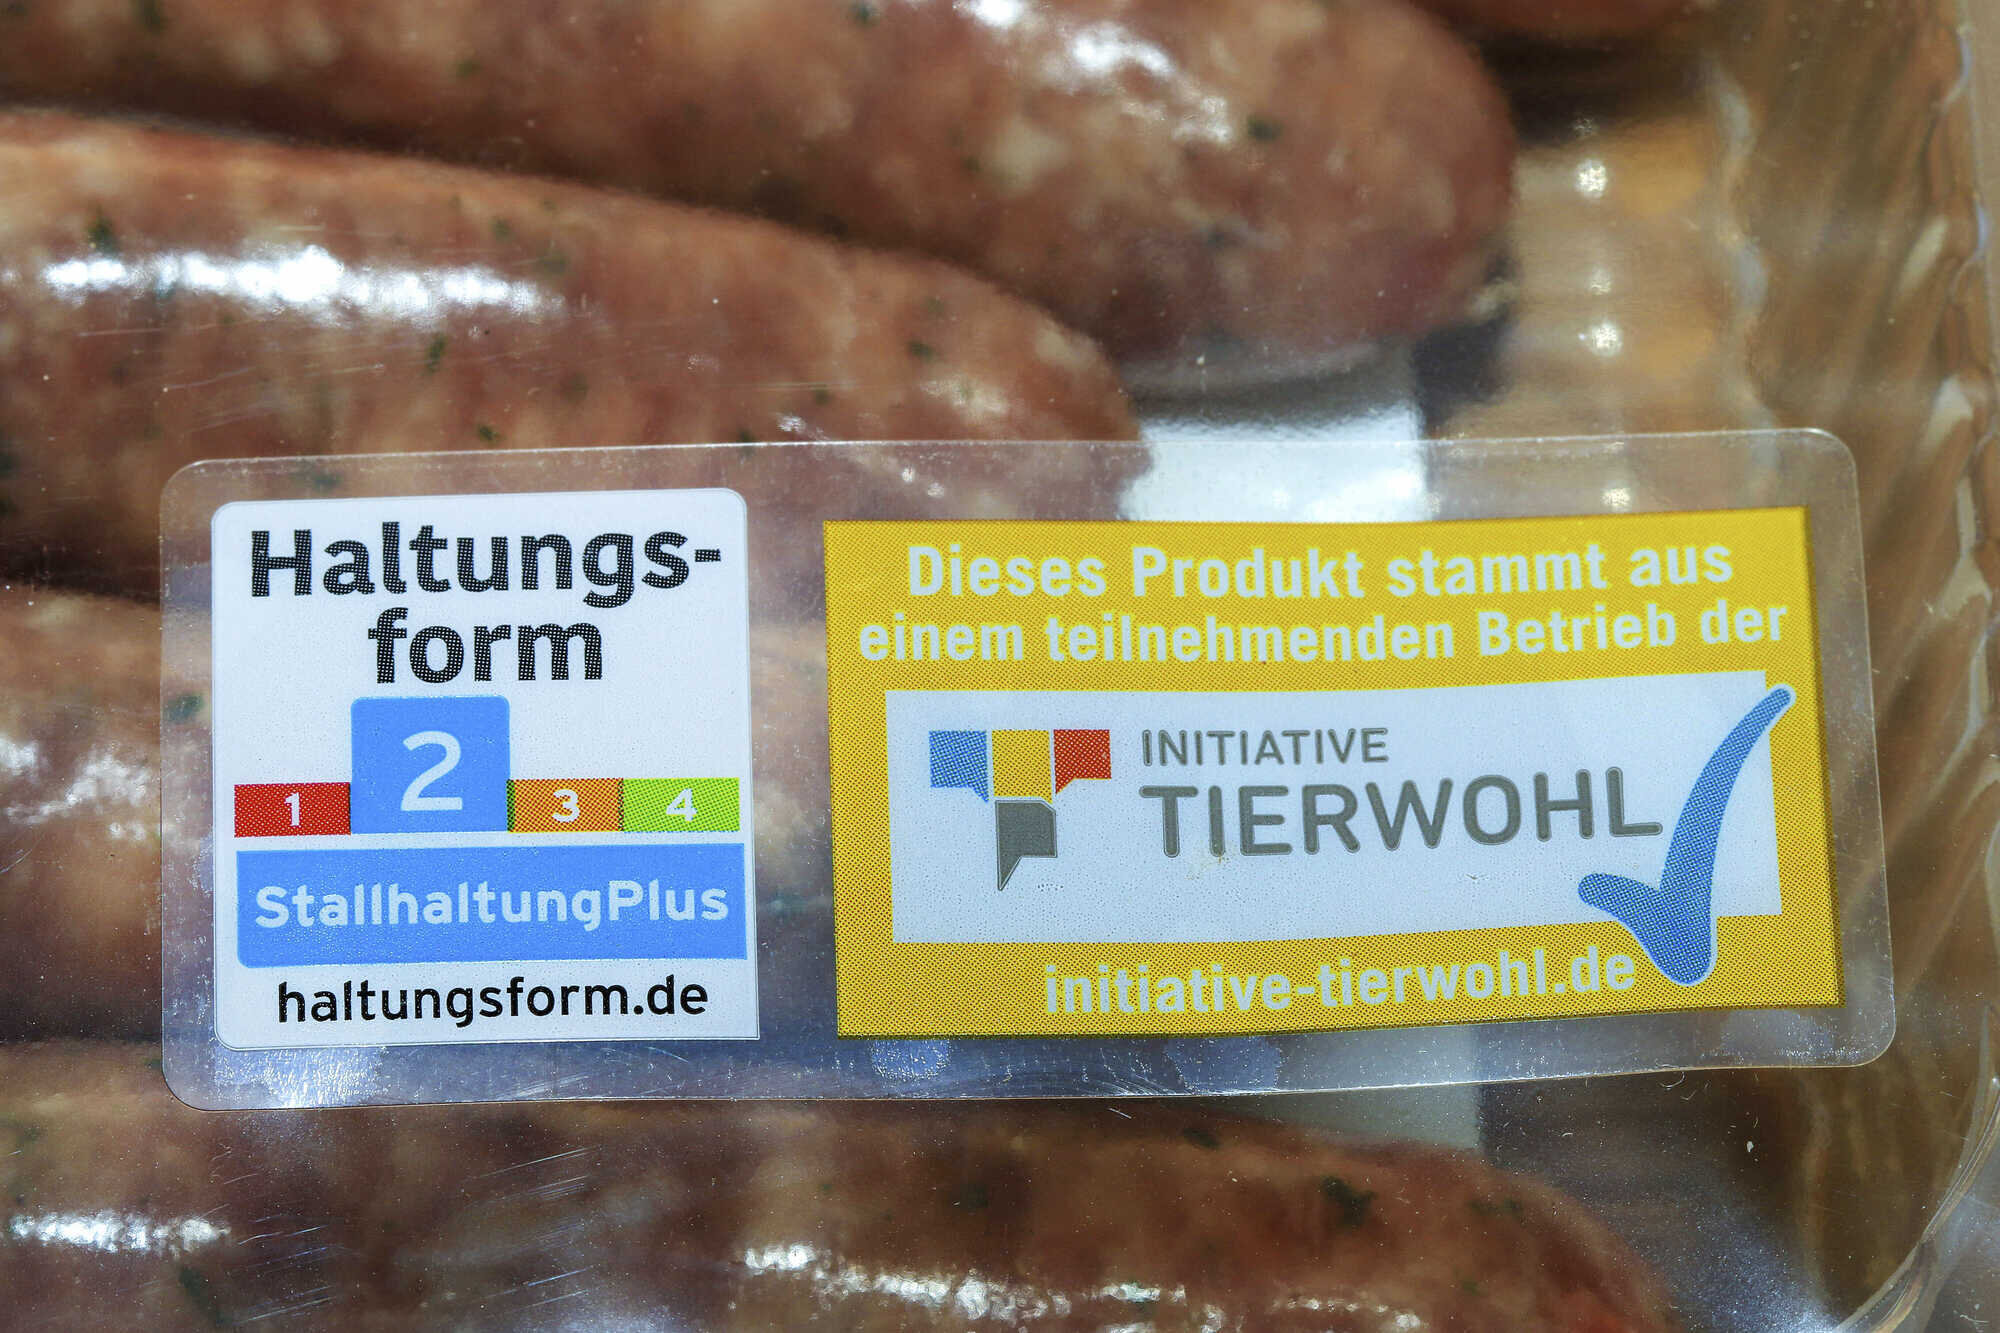 Haltungs-
form
1 2 3 4
StallhaltungPlus
haltungsform.de
Dieses Produkt stammt aus
einem teilnehmenden Betrieb der
INITIATIVE
TIERWOHL
initiative-tierwohl.de